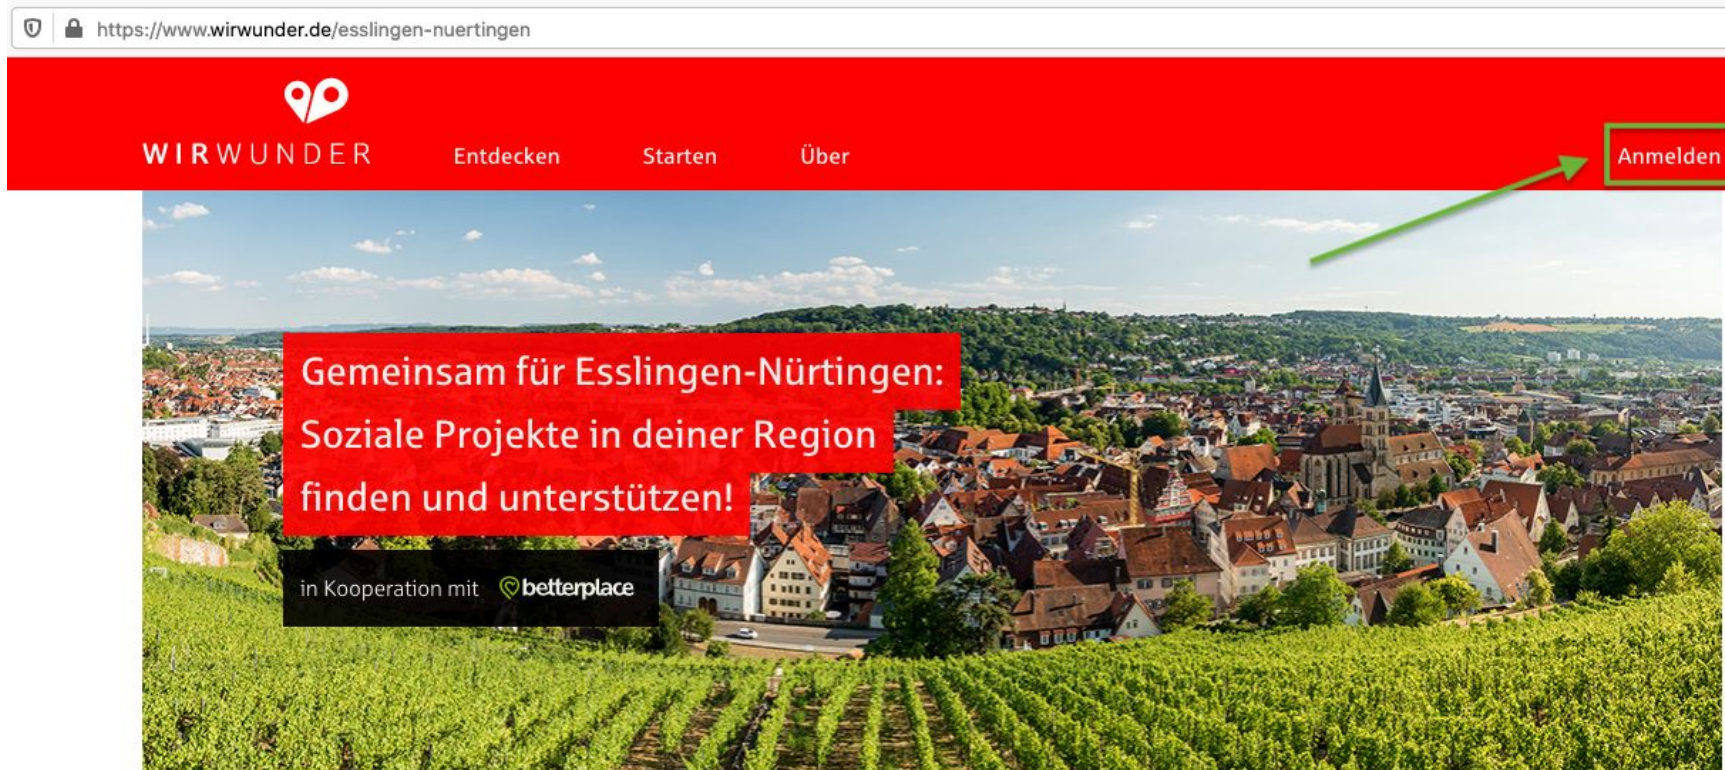 https://www.wirwunder.de/esslingen-nuertingen
WIRWUNDER
Entdecken
Starten
Über
Anmelden
Gemeinsam für Esslingen-Nürtingen:
Soziale Projekte in deiner Region
finden und unterstützen!
in Kooperation mit betterplace